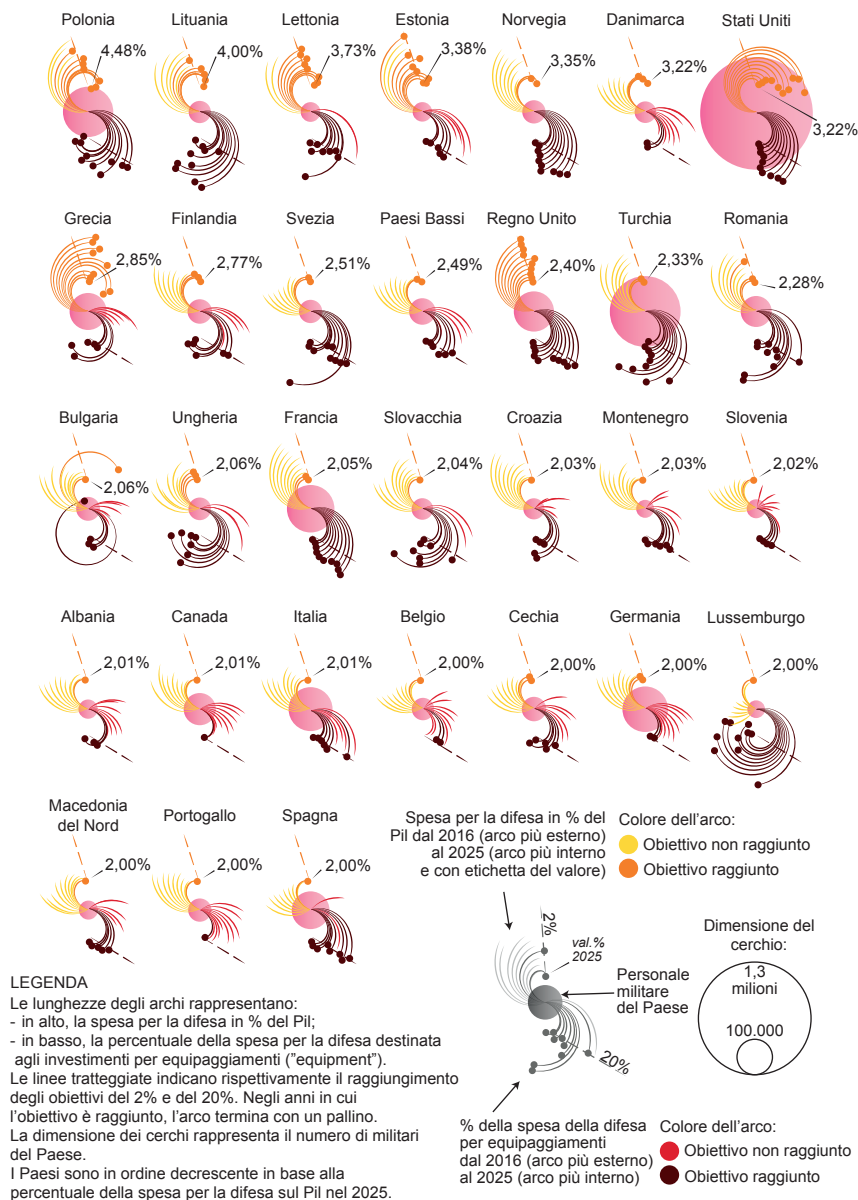 Polonia
Lituania
Lettonia
Estonia
Norvegia
Danimarca
Stati Uniti
4,48%
4,00%
3,73%
3,38%
3,35%
3,22%
3,22%
Grecia
Finlandia
Svezia
Paesi Bassi
Regno Unito
Turchia
Romania
2,85%
2,77%
2,51%
2,49%
2,40%
2,33%
2,28%
Bulgaria
Ungheria
Francia
Slovacchia
Croazia
Montenegro
Slovenia
2,06%
2,06%
2,05%
2,04%
2,03%
2,03%
2,02%
Albania
Canada
Italia
Belgio
Cechia
Germania
Lussemburgo
2,01%
2,01%
2,01%
2,00%
2,00%
2,00%
2,00%
Macedonia
del Nord
Portogallo
Spagna
2,00%
2,00%
2,00%
Spesa per la difesa in % del
Pil dal 2016 (arco più esterno)
al 2025 (arco più interno
e con etichetta del valore)
Colore dell'arco:
Obiettivo non raggiunto
Obiettivo raggiunto
2%
val.%
2025
Personale
militare
del Paese
20%
Dimensione del
cerchio:
1,3
milioni
100.000
% della spesa della difesa
per equipaggiamenti
dal 2016 (arco più esterno)
al 2025 (arco più interno)
Colore dell'arco:
Obiettivo non raggiunto
Obiettivo raggiunto
LEGENDA
Le lunghezze degli archi rappresentano:
- in alto, la spesa per la difesa in % del Pil;
- in basso, la percentuale della spesa per la difesa destinata
agli investimenti per equipaggiamenti ("equipment").
Le linee tratteggiate indicano rispettivamente il raggiungimento
degli obiettivi del 2% e del 20%. Negli anni in cui
l'obiettivo è raggiunto, l'arco termina con un pallino.
La dimensione dei cerchi rappresenta il numero di militari
del Paese.
I Paesi sono in ordine decrescente in base alla
percentuale della spesa per la difesa sul Pil nel 2025.